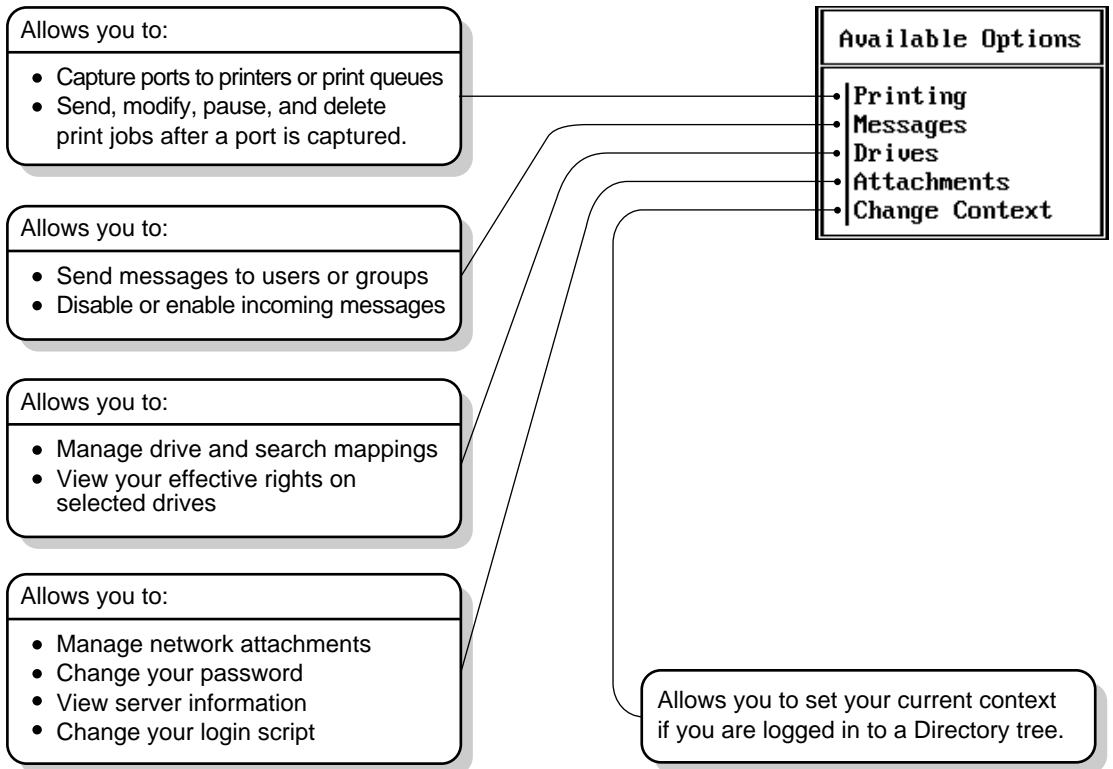 Allows you to:
• Capture ports to printers or print queues
• Send, modify, pause, and delete
print jobs after a port is captured.
Allows you to:
• Send messages to users or groups
• Disable or enable incoming messages
Allows you to:
• Manage drive and search mappings
• View your effective rights on
selected drives
Allows you to:
• Manage network attachments
• Change your password
• View server information
• Change your login script
Available Options
Printing
Messages
Drives
Attachments
Change Context
Allows you to set your current context
if you are logged in to a Directory tree.